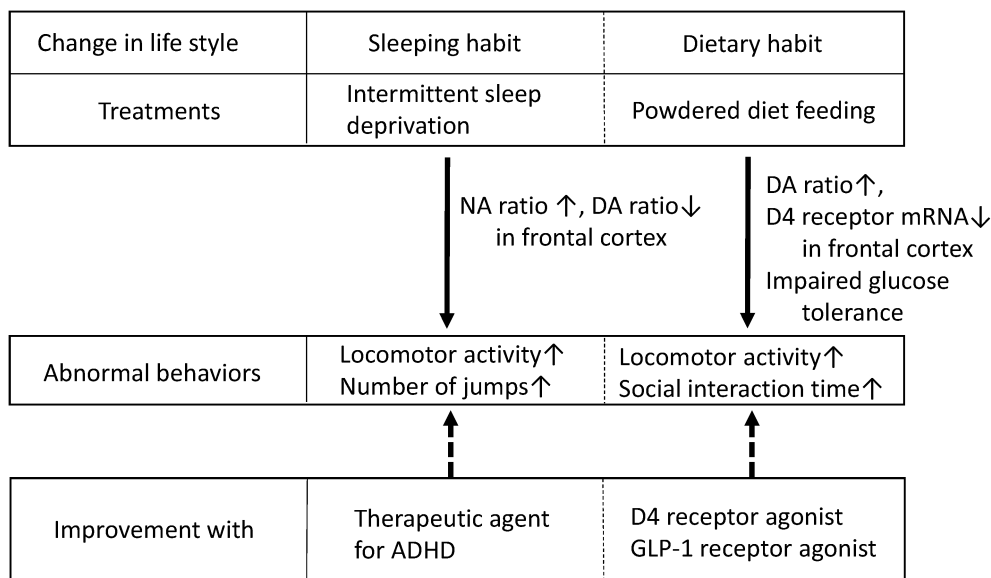 Change in life style
Sleeping habit
Dietary habit
Treatments
Intermittent sleep
deprivation
Powdered diet feeding
NA ratio ↑, DA ratio↓
in frontal cortex
DA ratio↑,
D4 receptor mRNA↓
in frontal cortex
Impaired glucose
tolerance
Abnormal behaviors
Locomotor activity↑
Number of jumps↑
Locomotor activity↑
Social interaction time↑
Improvement with
Therapeutic agent
for ADHD
D4 receptor agonist
GLP-1 receptor agonist